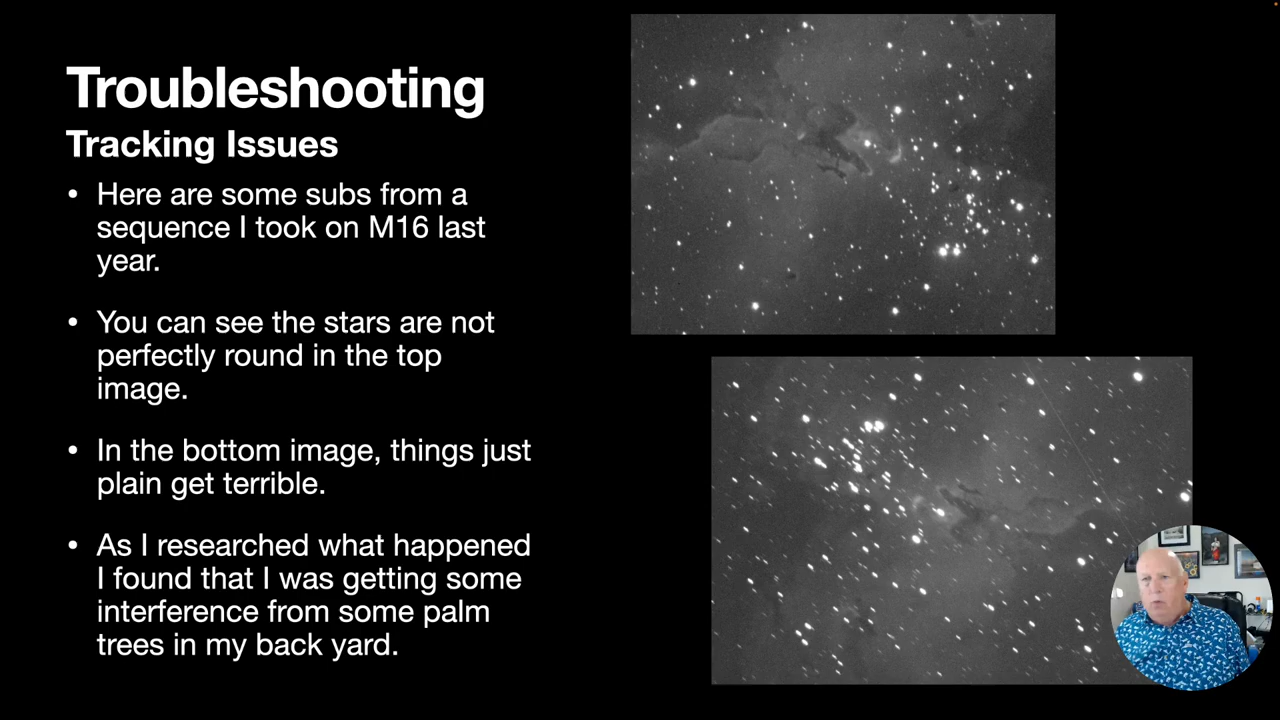 Troubleshooting
Tracking Issues
• Here are some subs from a
sequence I took on M16 last
year.
• You can see the stars are not
perfectly round in the top
image.
• In the bottom image, things just
plain get terrible.
• As I researched what happened
I found that I was getting some
interference from some palm
trees in my back yard.